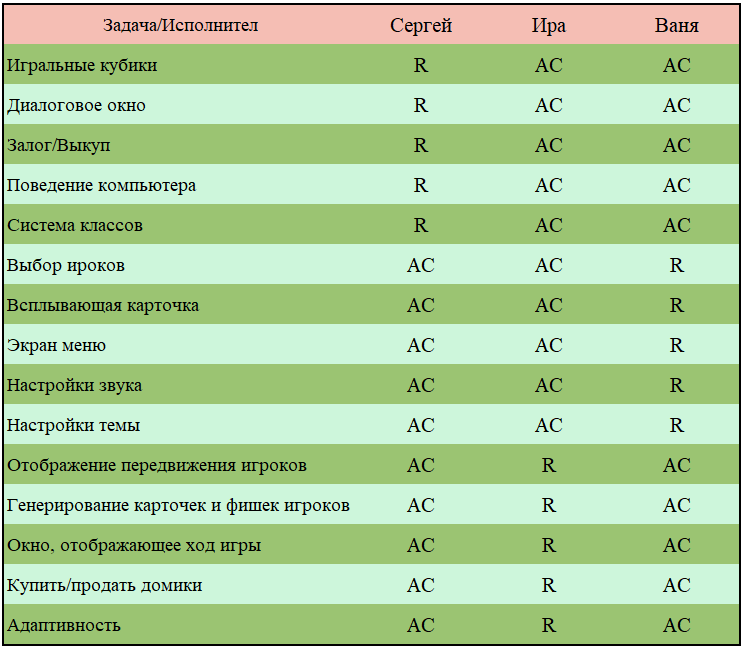 Задача/Исполнител Сергей Ира Ваня
Игральные кубики R AC AC
Диалоговое окно R AC AC
Залог/Выкуп R AC AC
Поведение компьютера R AC AC
Система классов R AC AC
Выбор ироков AC AC R
Всплывающая карточка AC AC R
Экран меню AC AC R
Настройки звука AC AC R
Настройки темы AC AC R
Отображение передвижения игроков AC R AC
Генерирование карточек и фишек игроков AC R AC
Окно, отображающее ход игры AC R AC
Купить/продать домики AC R AC
Адаптивность AC R AC